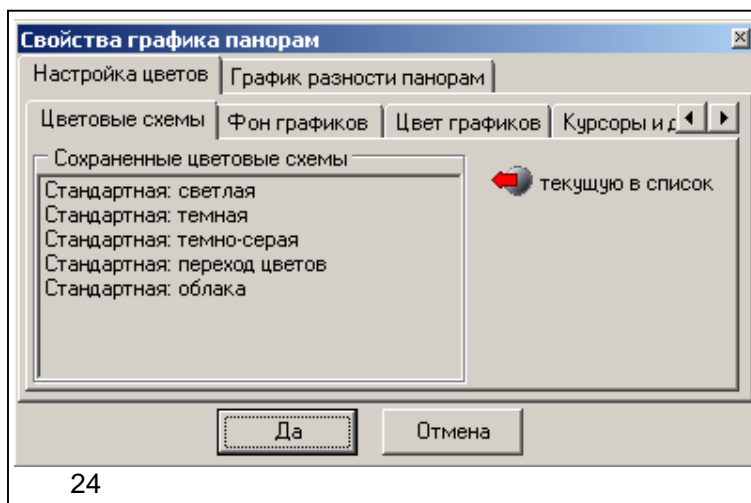 Свойства графика панорам
Настройка цветов График разности панорам
Цветовые схемы Фон графиков Цвет графиков Курсоры и д
Сохраненные цветовые схемы
Стандартная: светлая
Стандартная: темная
Стандартная: темно-серая
Стандартная: переход цветов
Стандартная: облака
текущую в список
Да Отмена
24